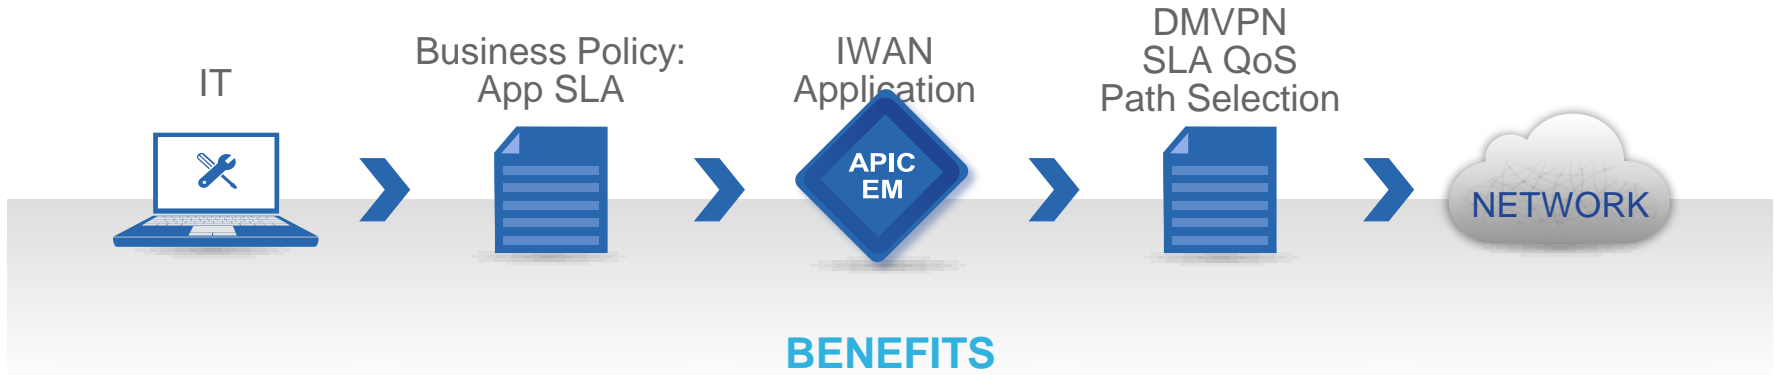 IT
Business Policy:
App SLA
IWAN
Application
APIC
EM
DMVPN
SLA QoS
Path Selection
NETWORK
BENEFITS